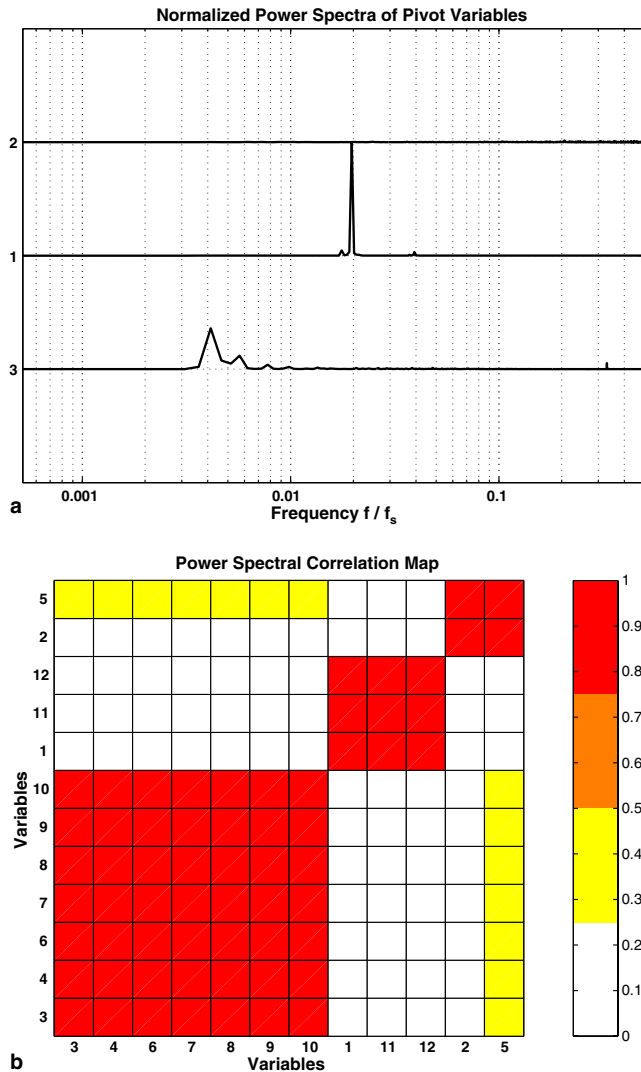 Normalized Power Spectra of Pivot Variables
2
1
3
0.001 0.01 0.1
a
Frequency f / fs
Power Spectral Correlation Map
5
2
12
11
1
10
9
8
7
6
4
3
Variables
3 4 6 7 8 9 10 1 11 12 2 5
b
Variables
1
0.9
0.8
0.7
0.6
0.5
0.4
0.3
0.2
0.1
0